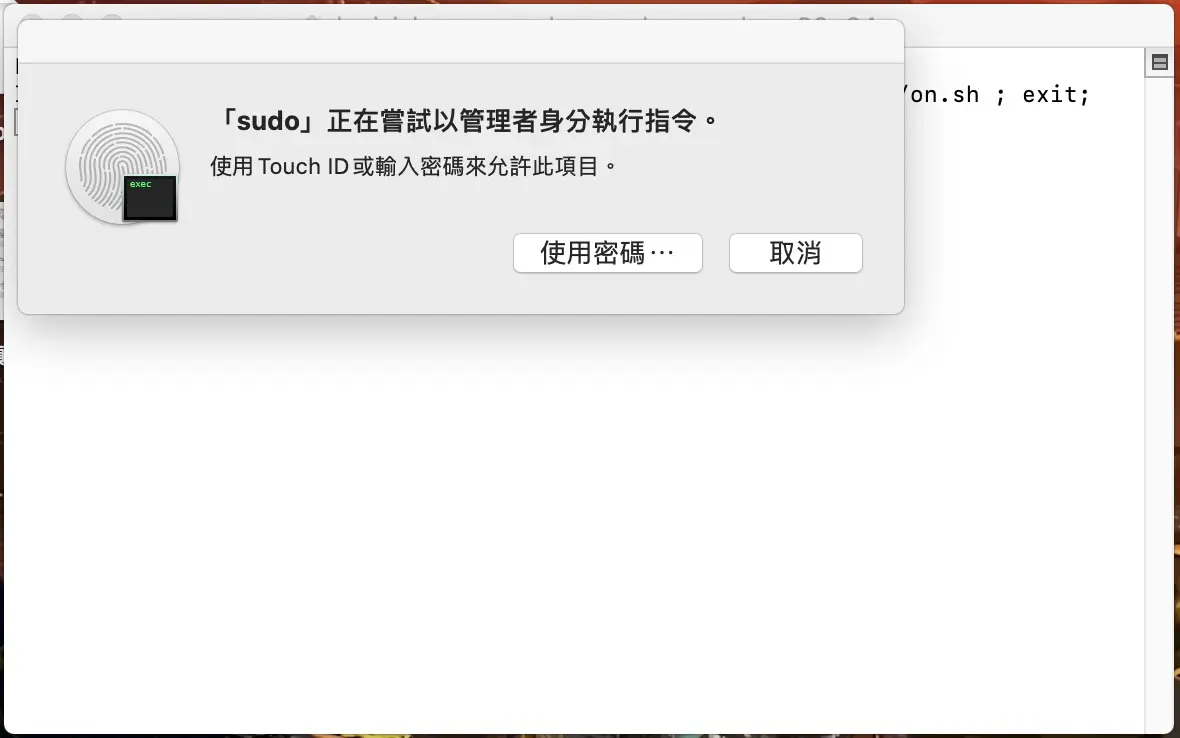 /on.sh ; exit;
「sudo」正在嘗試以管理者身分執行指令。
使用 Touch ID 或輸入密碼來允許此項目。
exec
使用密碼…
取消